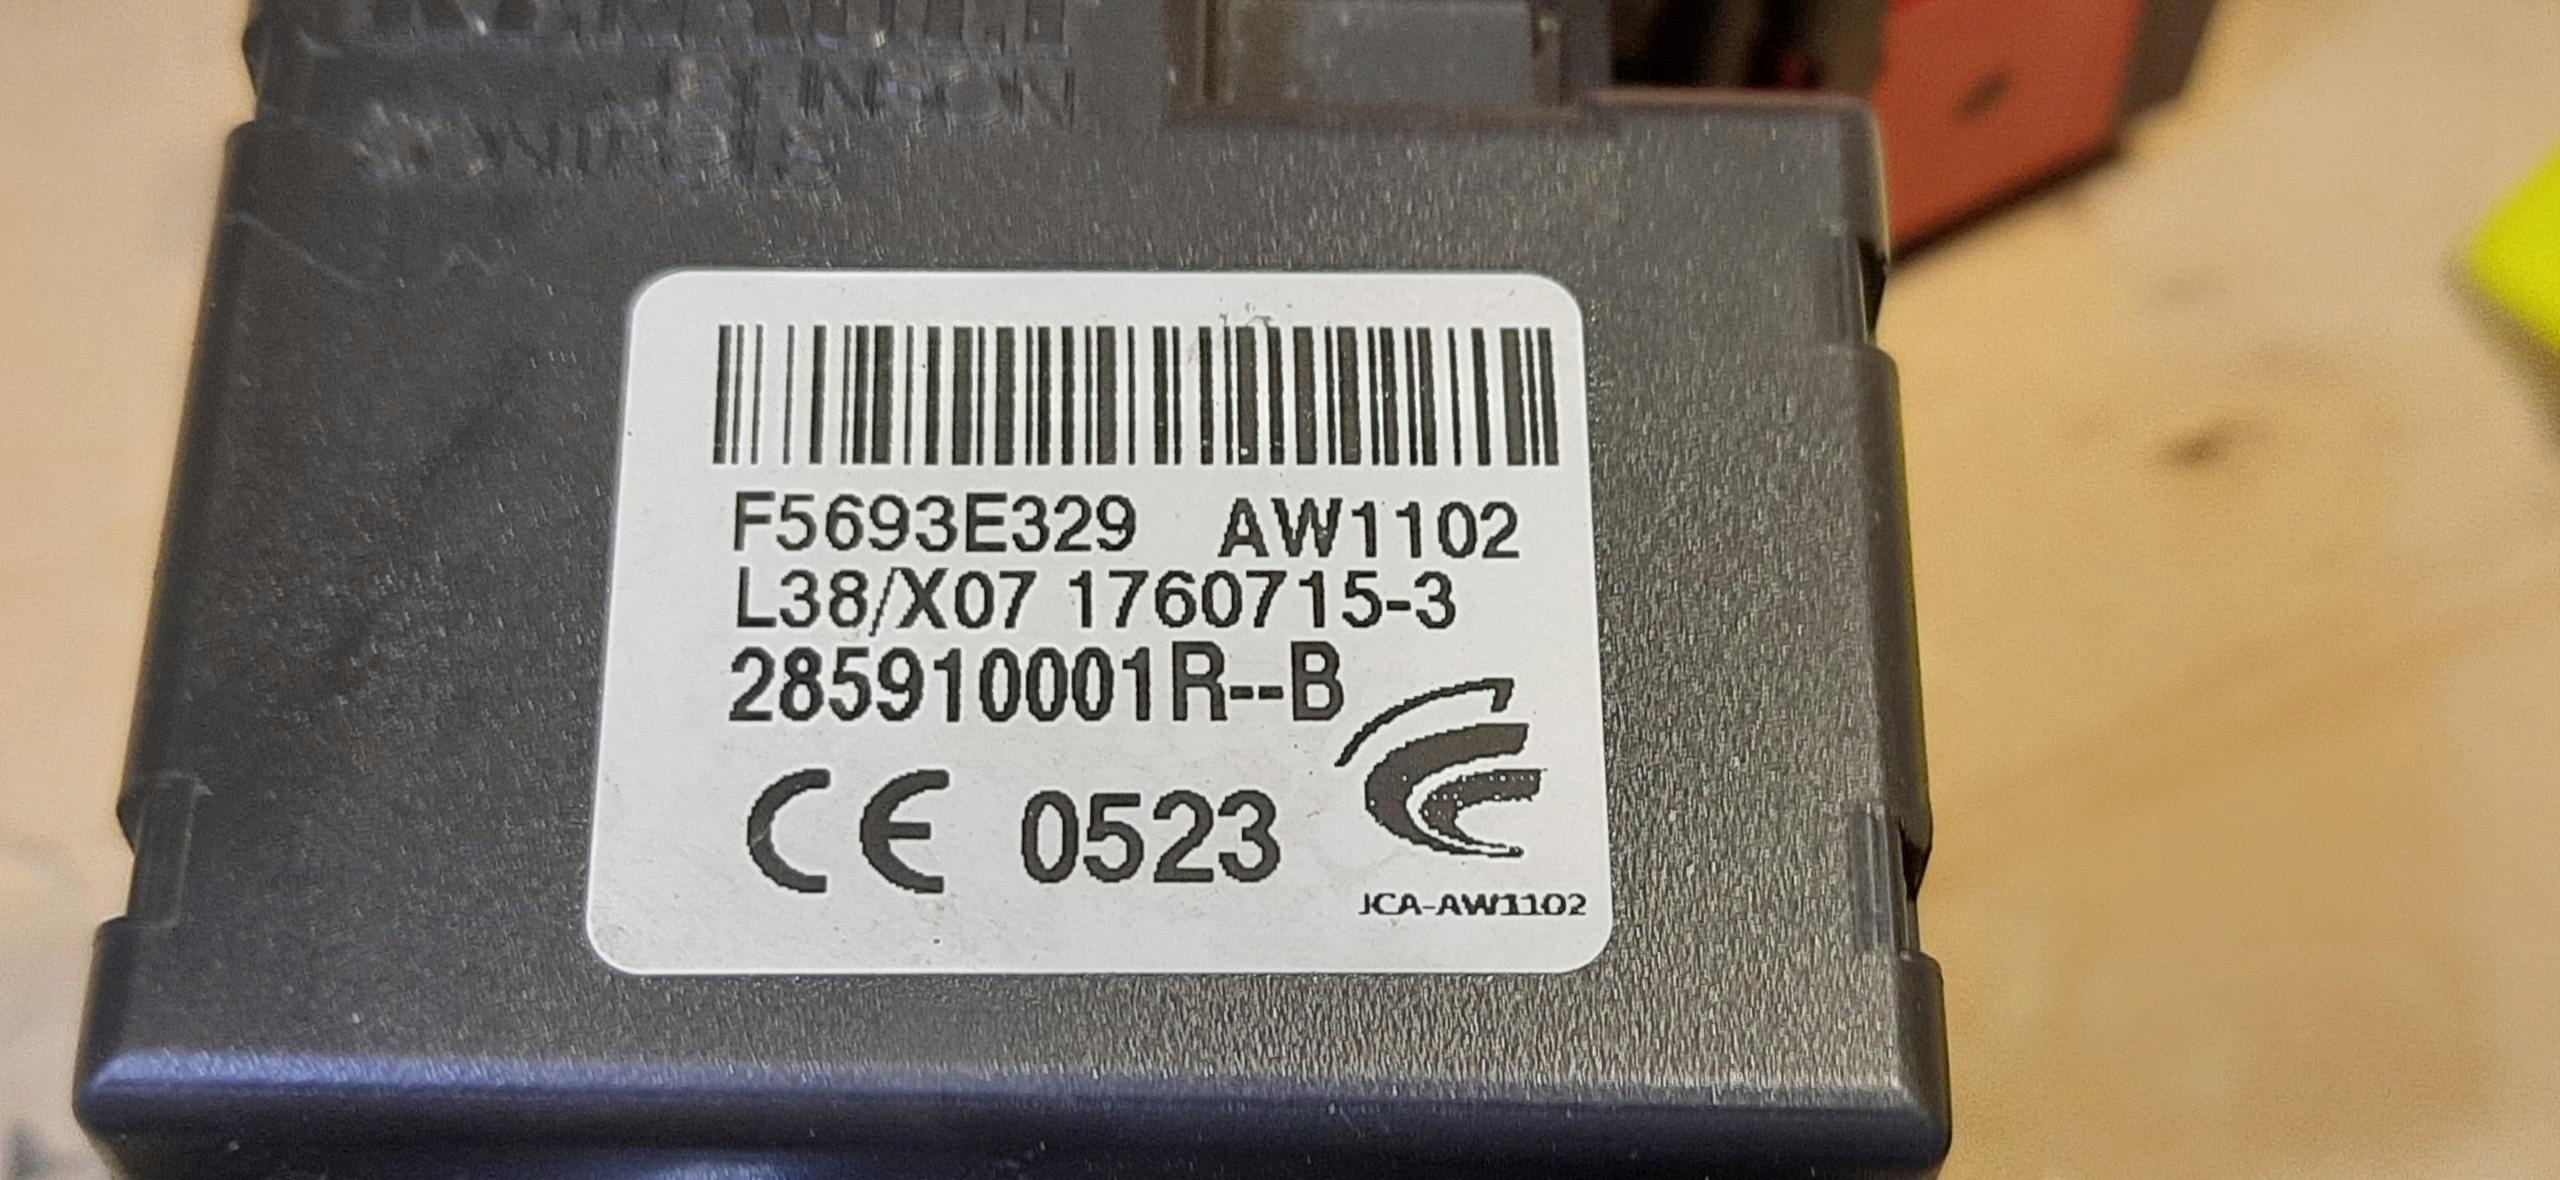 F5693E329 AW1102
L38/X07 1760715-3
285910001R--B
CE 0523
JCA-AW1102